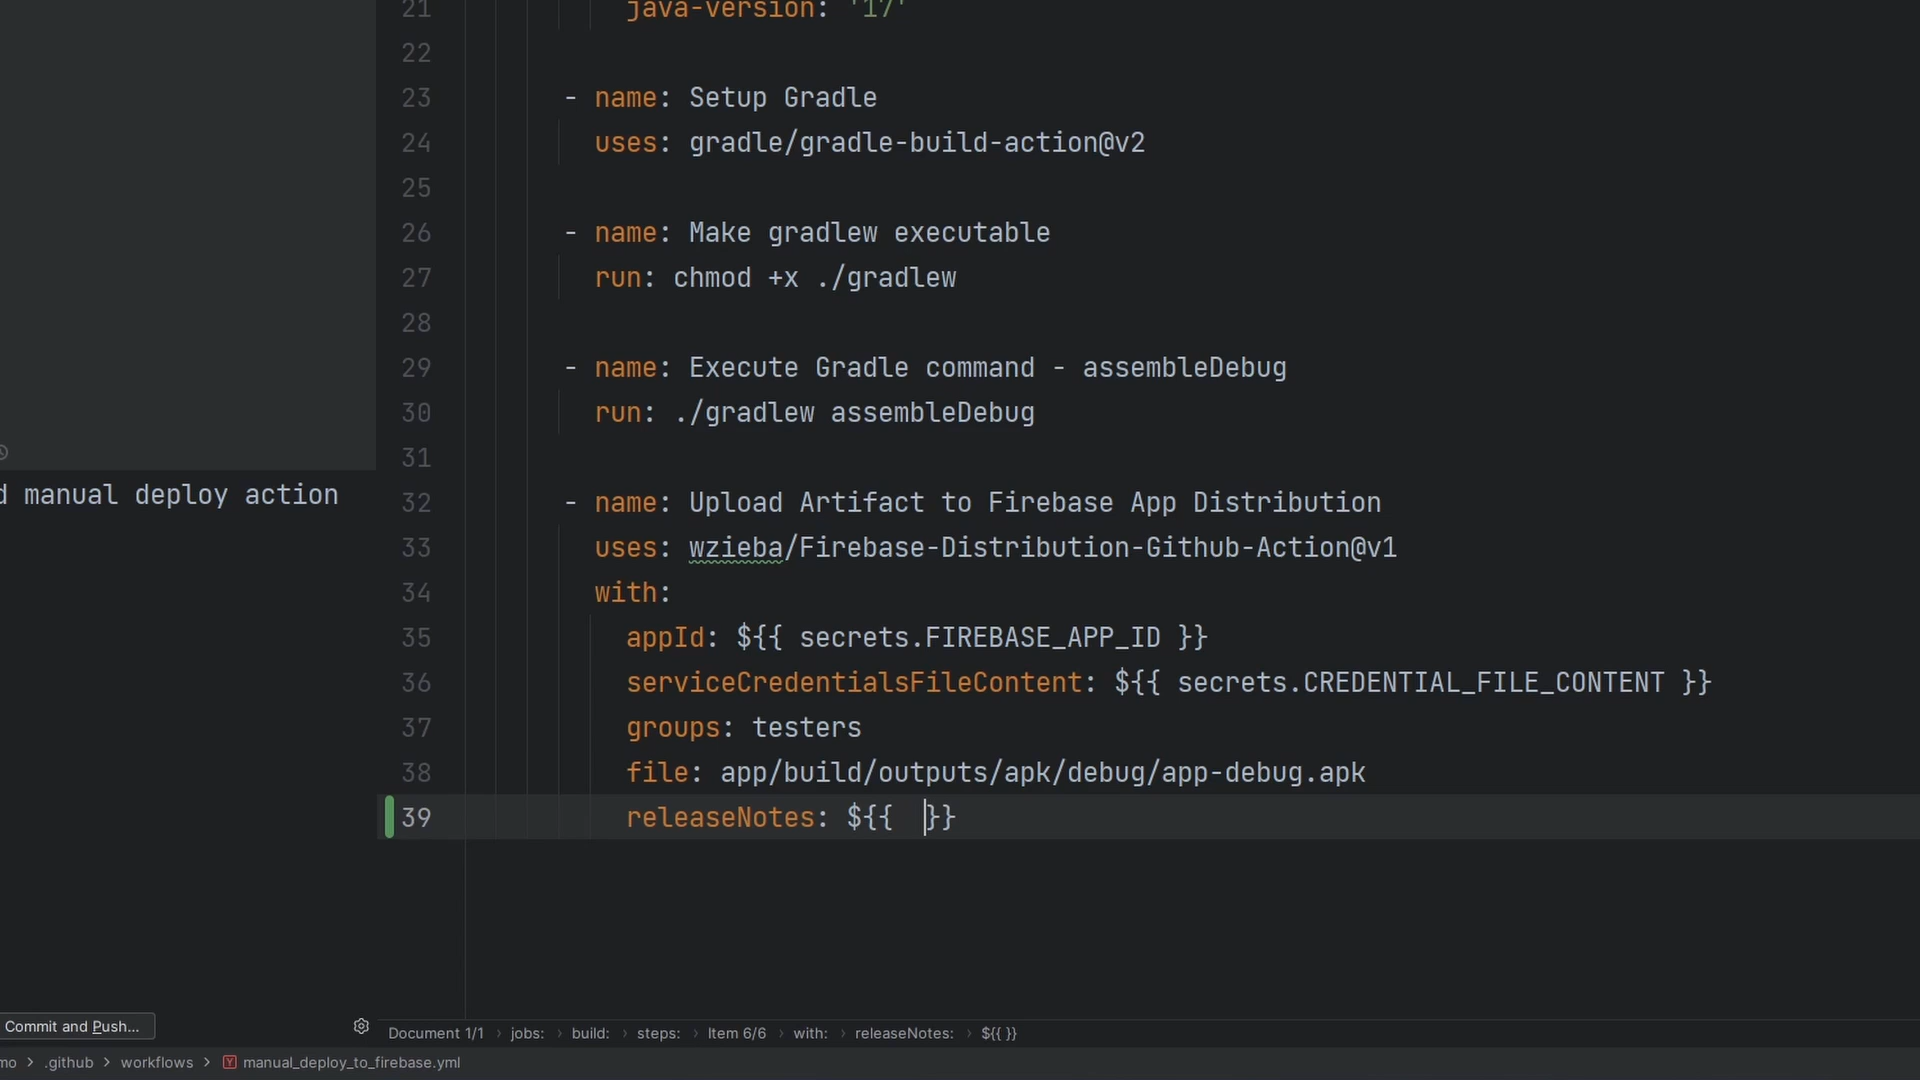 21 java-version: '17'
22
23 - name: Setup Gradle
24 uses: gradle/gradle-build-action@v2
25
26 - name: Make gradlew executable
27 run: chmod +x ./gradlew
28
29 - name: Execute Gradle command - assembleDebug
30 run: ./gradlew assembleDebug
31
d manual deploy action
32 - name: Upload Artifact to Firebase App Distribution
33 uses: wzieba/Firebase-Distribution-Github-Action@v1
34 with:
35 appId: ${{ secrets.FIREBASE_APP_ID }}
36 serviceCredentialsFileContent: ${{ secrets.CREDENTIAL_FILE_CONTENT }}
37 groups: testers
38 file: app/build/outputs/apk/debug/app-debug.apk
39 releaseNotes: ${{  }}
Commit and Push...
Document 1/1 › jobs: › build: › steps: › Item 6/6 › with: › releaseNotes: › ${{ }}
mo › .github › workflows › manual_deploy_to_firebase.yml